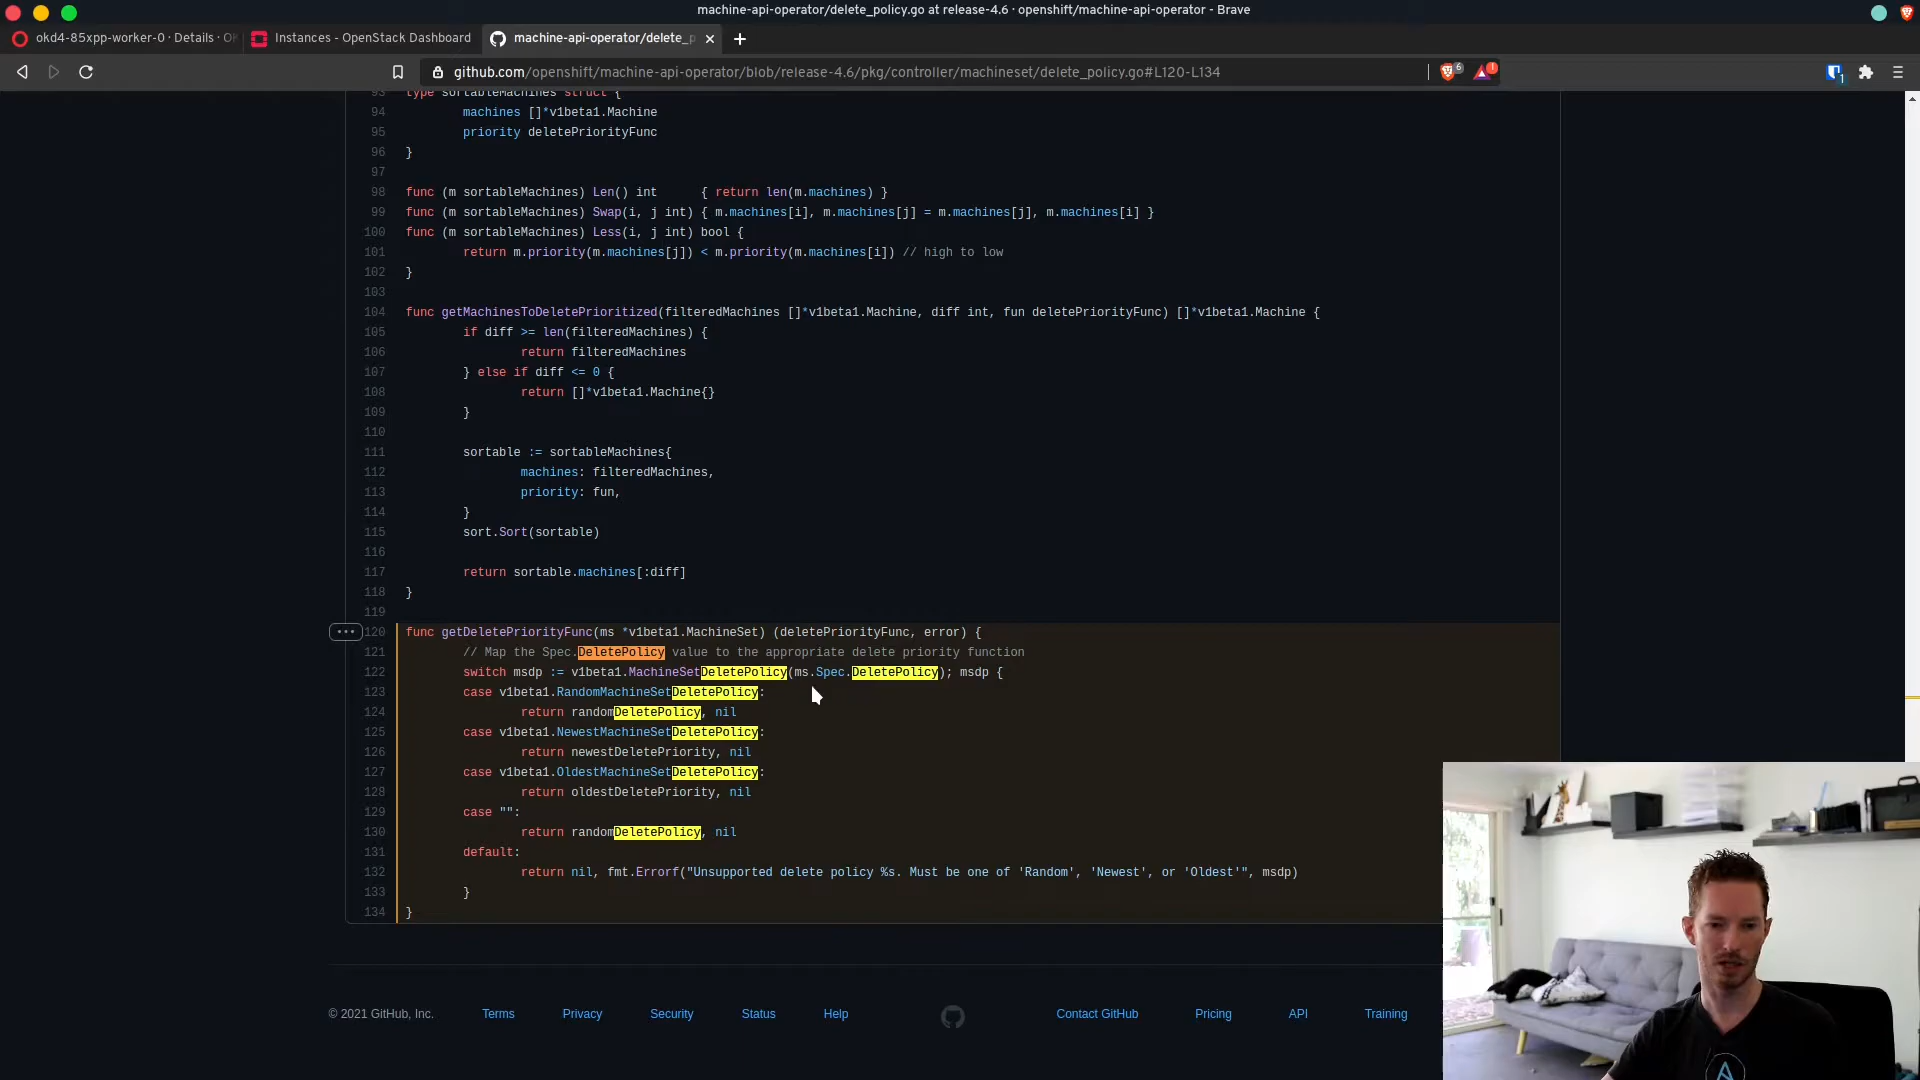 machine-api-operator/delete_policy.go at release-4.6 · openshift/machine-api-operator - Brave
okd4-85xpp-worker-0 · Details · OK
Instances - OpenStack Dashboard
machine-api-operator/delete_p
github.com/openshift/machine-api-operator/blob/release-4.6/pkg/controller/machineset/delete_policy.go#L120-L134
6
1
1
93 type sortableMachines struct {
94 machines []*v1beta1.Machine
95 priority deletePriorityFunc
96 }
97
98 func (m sortableMachines) Len() int { return len(m.machines) }
99 func (m sortableMachines) Swap(i, j int) { m.machines[i], m.machines[j] = m.machines[j], m.machines[i] }
100 func (m sortableMachines) Less(i, j int) bool {
101 return m.priority(m.machines[j]) < m.priority(m.machines[i]) // high to low
102 }
103
104 func getMachinesToDeletePrioritized(filteredMachines []*v1beta1.Machine, diff int, fun deletePriorityFunc) []*v1beta1.Machine {
105 if diff >= len(filteredMachines) {
106 return filteredMachines
107 } else if diff <= 0 {
108 return []*v1beta1.Machine{}
109 }
110
111 sortable := sortableMachines{
112 machines: filteredMachines,
113 priority: fun,
114 }
115 sort.Sort(sortable)
116
117 return sortable.machines[:diff]
118 }
119
120 func getDeletePriorityFunc(ms *v1beta1.MachineSet) (deletePriorityFunc, error) {
121 // Map the Spec.DeletePolicy value to the appropriate delete priority function
122 switch msdp := v1beta1.MachineSetDeletePolicy(ms.Spec.DeletePolicy); msdp {
123 case v1beta1.RandomMachineSetDeletePolicy:
124 return randomDeletePolicy, nil
125 case v1beta1.NewestMachineSetDeletePolicy:
126 return newestDeletePriority, nil
127 case v1beta1.OldestMachineSetDeletePolicy:
128 return oldestDeletePriority, nil
129 case "":
130 return randomDeletePolicy, nil
131 default:
132 return nil, fmt.Errorf("Unsupported delete policy %s. Must be one of 'Random', 'Newest', or 'Oldest'", msdp)
133 }
134 }
© 2021 GitHub, Inc. Terms Privacy Security Status Help Contact GitHub Pricing API Training